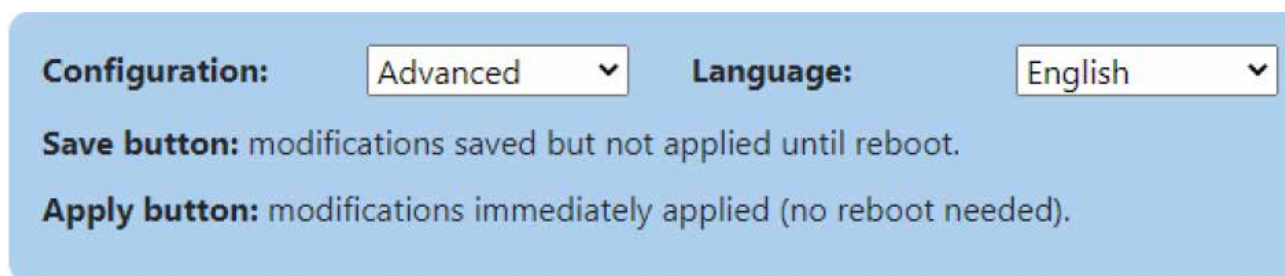 Configuration: Advanced Language: English
Save button: modifications saved but not applied until reboot.
Apply button: modifications immediately applied (no reboot needed).